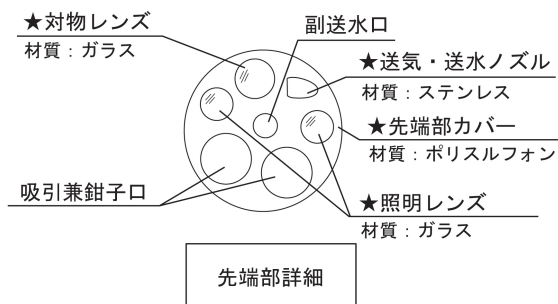 ★対物レンズ
材質：ガラス
副送水口
★送気・送水ノズル
材質：ステンレス
★先端部カバー
材質：ポリスルフォン
吸引兼鉗子口
★照明レンズ
材質：ガラス
先端部詳細